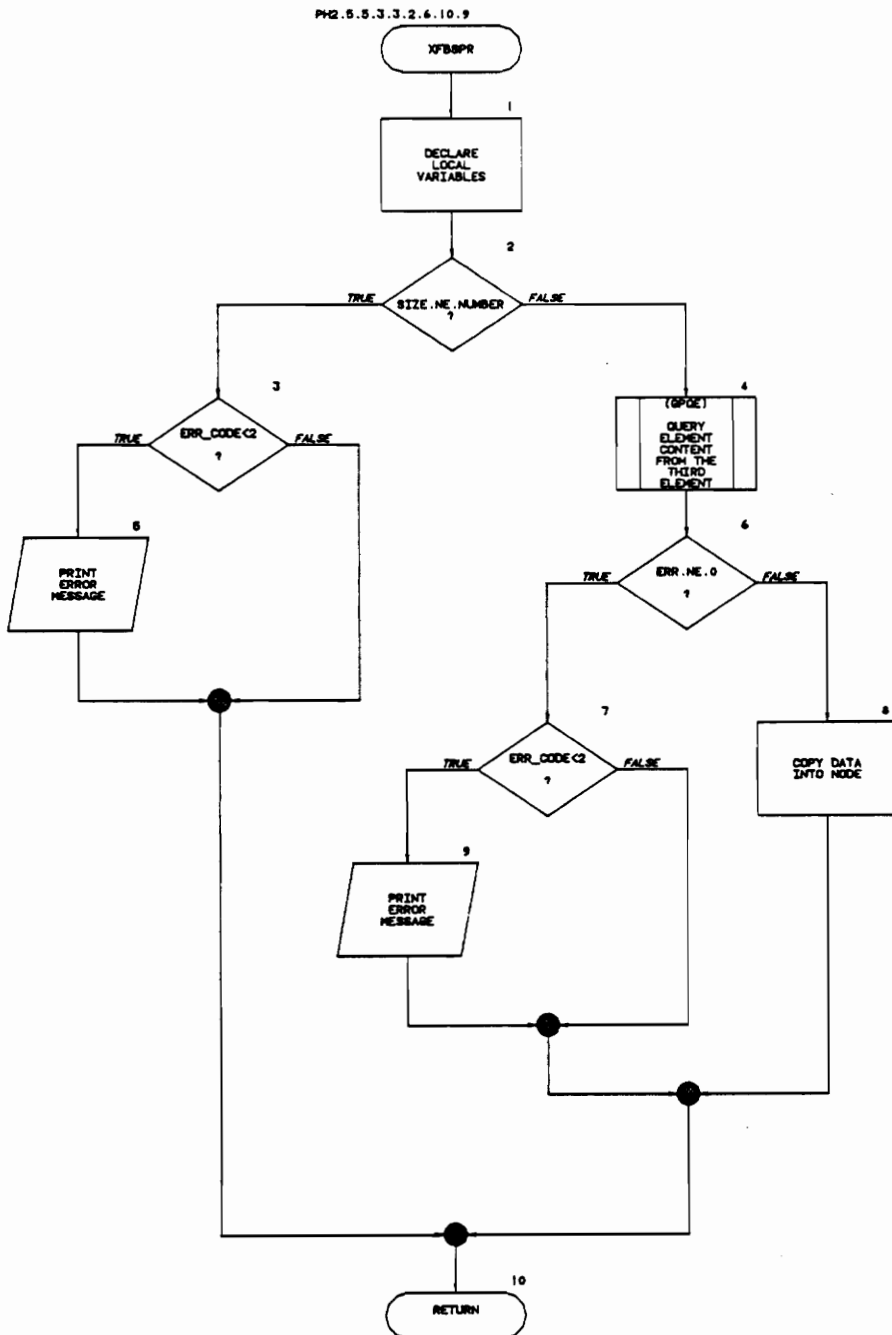 PH2.5.5.3.3.2.6.10.9
XFBSPR
1
DECLARE
LOCAL
VARIABLES
2
TRUE
SIZE.NE.NUMBER
?
FALSE
3
TRUE
ERR_CODE<2
?
FALSE
4
(GPQE)
QUERY
ELEMENT
CONTENT
FROM THE
THIRD
ELEMENT
5
PRINT
ERROR
MESSAGE
6
TRUE
ERR.NE.0
?
FALSE
7
TRUE
ERR_CODE<2
?
FALSE
8
COPY DATA
INTO NODE
9
PRINT
ERROR
MESSAGE
10
RETURN